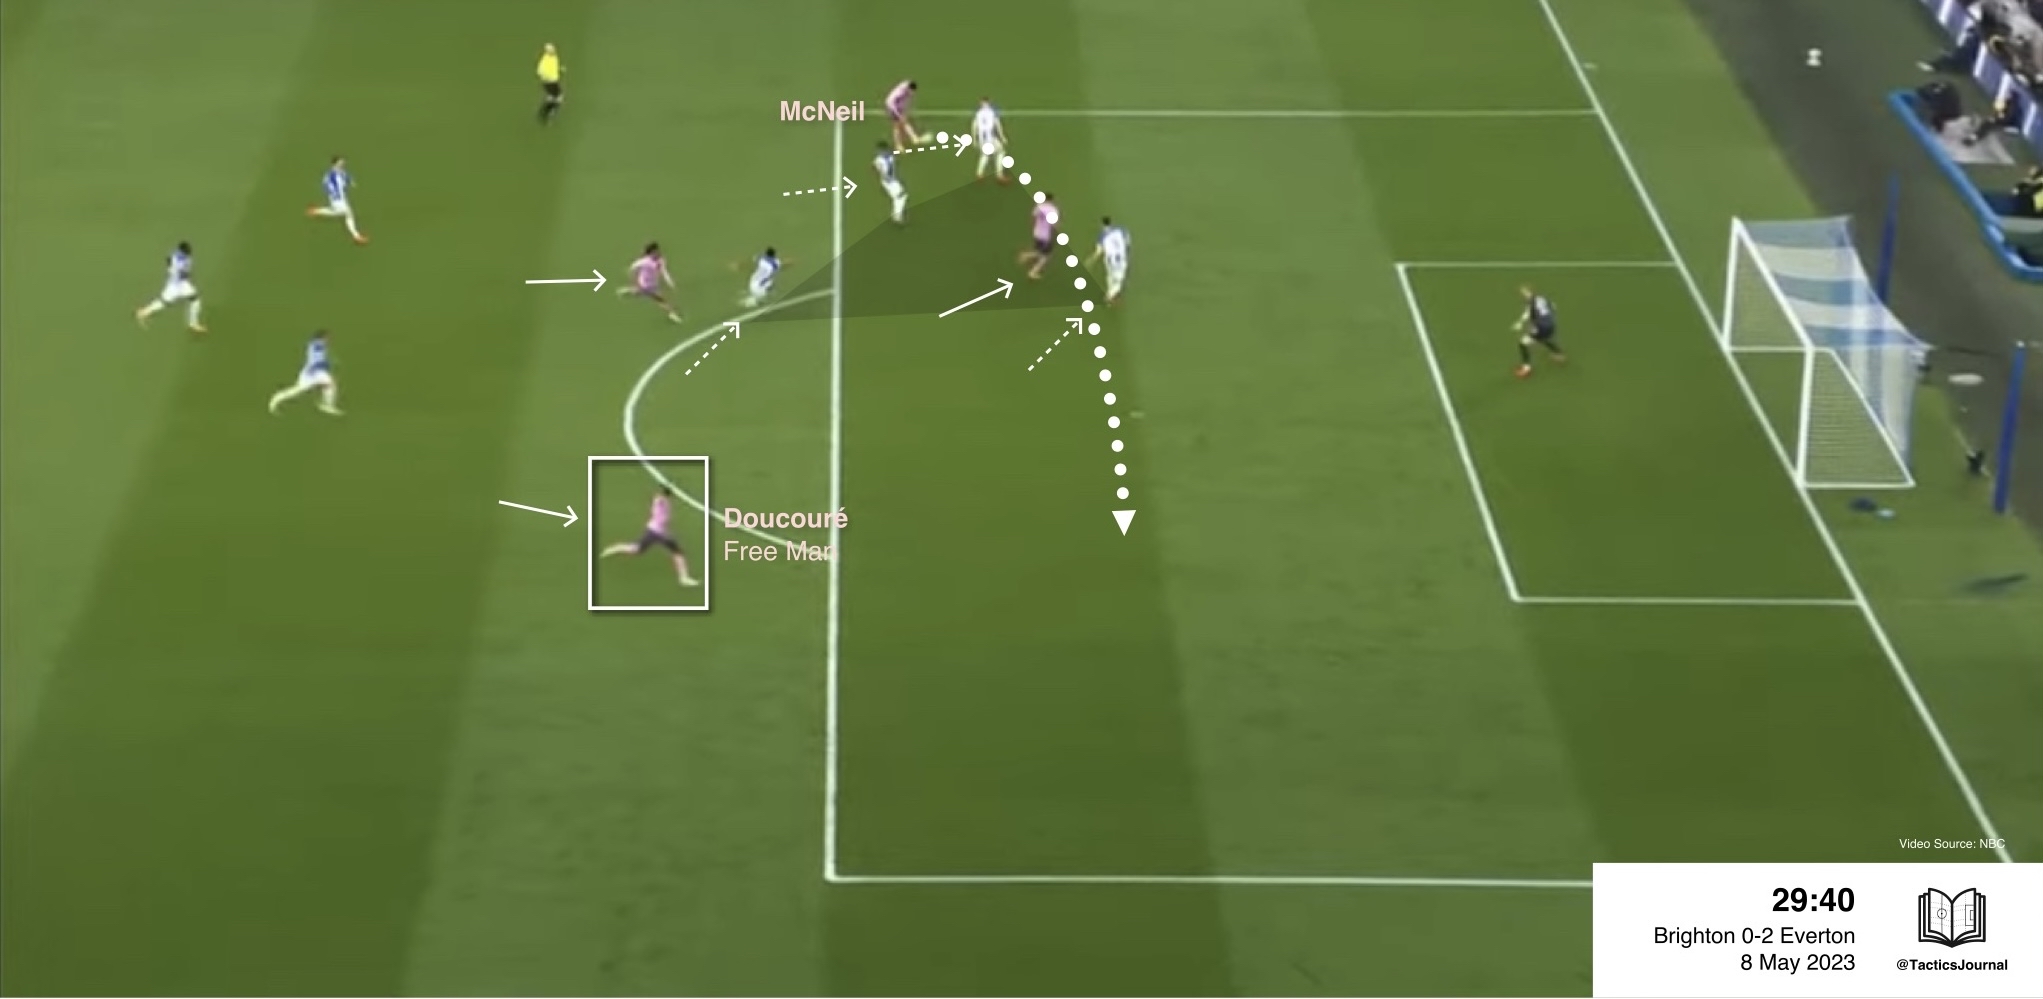 McNeil
Doucouré
Free Man
Video Source: NBC
29:40
Brighton 0-2 Everton
8 May 2023
@TacticsJournal